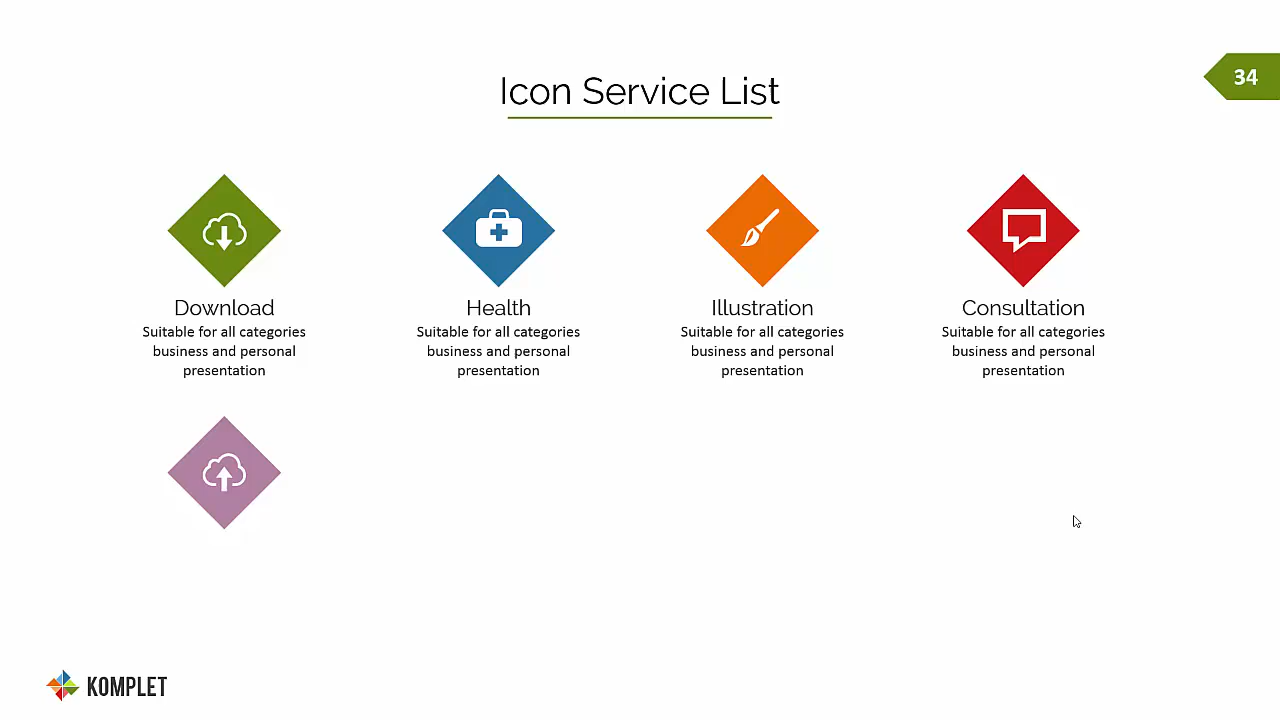 Icon Service List
34
Download
Suitable for all categories
business and personal
presentation
Health
Suitable for all categories
business and personal
presentation
Illustration
Suitable for all categories
business and personal
presentation
Consultation
Suitable for all categories
business and personal
presentation
KOMPLET